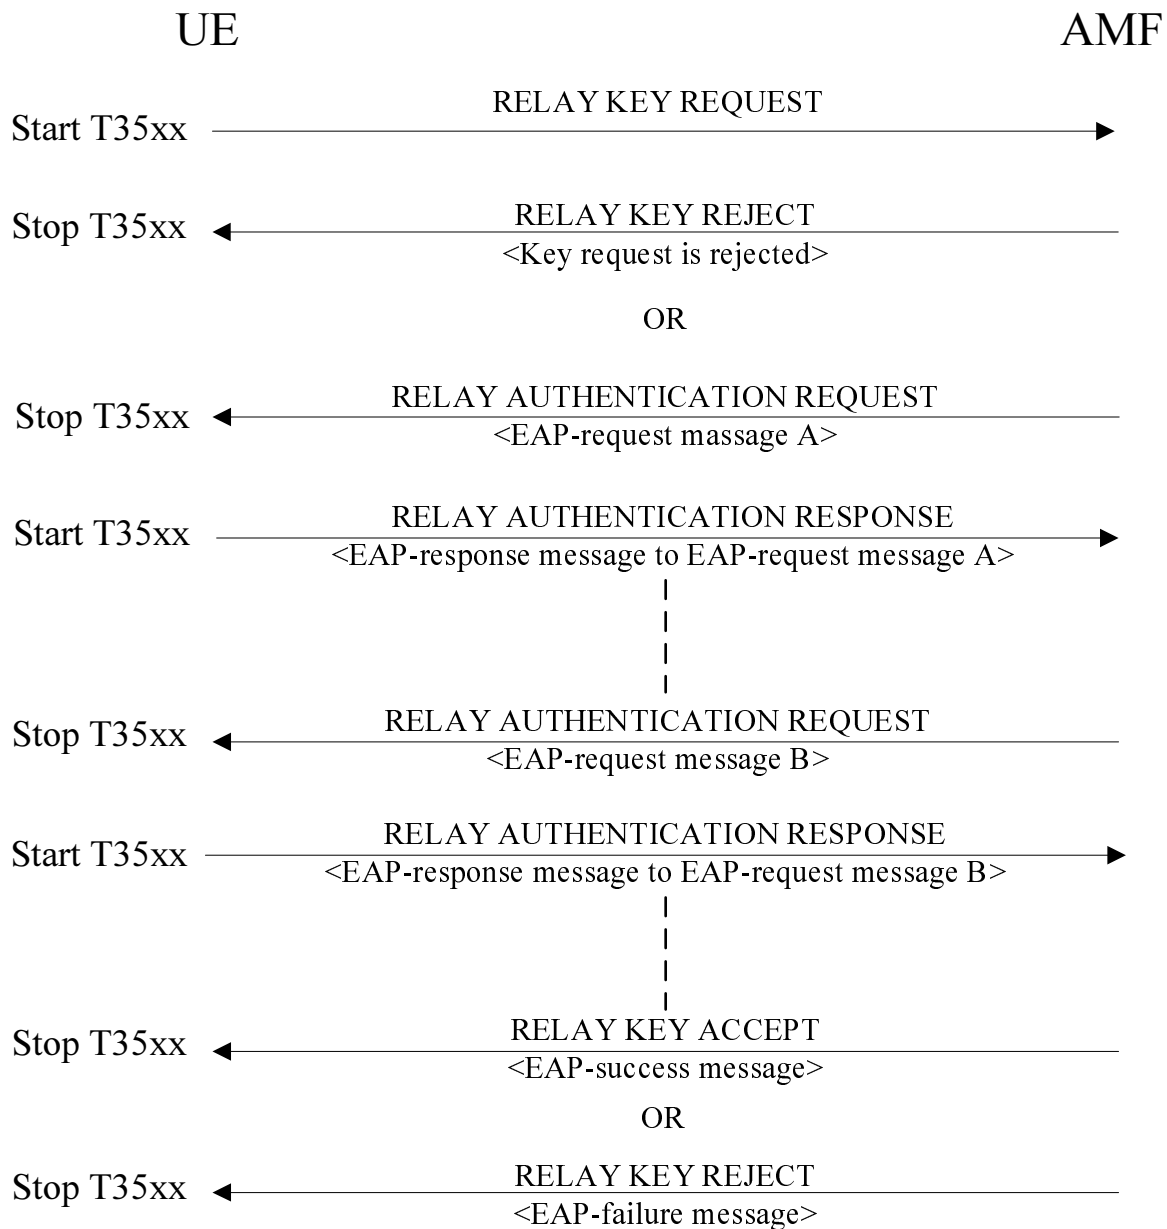 UE AMF
RELAY KEY REQUEST
Start T35xx
RELAY KEY REJECT
Stop T35xx
<Key request is rejected>
OR
RELAY AUTHENTICATION REQUEST
Stop T35xx
<EAP-request massage A>
RELAY AUTHENTICATION RESPONSE
Start T35xx
<EAP-response message to EAP-request message A>
RELAY AUTHENTICATION REQUEST
Stop T35xx
<EAP-request message B>
RELAY AUTHENTICATION RESPONSE
Start T35xx
<EAP-response message to EAP-request message B>
RELAY KEY ACCEPT
Stop T35xx
<EAP-success message>
OR
RELAY KEY REJECT
Stop T35xx
<EAP-failure message>